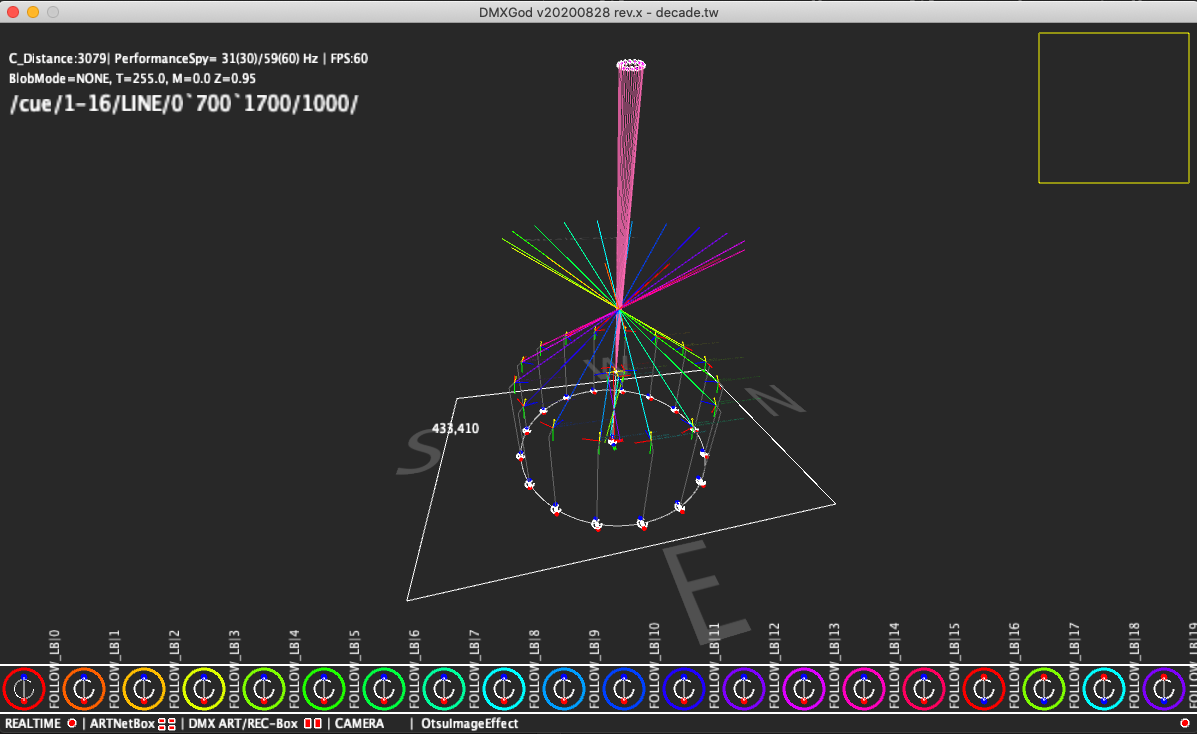 DMXGod v20200828 rev.x - decade.tw
C_Distance:3079| PerformanceSpy= 31(30)/59(60) Hz | FPS:60
BlobMode=NONE, T=255.0, M=0.0 Z=0.95
/cue/1-16/LINE/0`700`1700/1000/
W
N
433,410
S
E
FOLLOW_LB|0
FOLLOW_LB|1
FOLLOW_LB|2
FOLLOW_LB|3
FOLLOW_LB|4
FOLLOW_LB|5
FOLLOW_LB|6
FOLLOW_LB|7
FOLLOW_LB|8
FOLLOW_LB|9
FOLLOW_LB|10
FOLLOW_LB|11
FOLLOW_LB|12
FOLLOW_LB|13
FOLLOW_LB|14
FOLLOW_LB|15
FOLLOW_LB|16
FOLLOW_LB|17
FOLLOW_LB|18
FOLLOW_LB|19
REALTIME | ARTNetBox | DMX ART/REC-Box | CAMERA | OtsuImageEffect